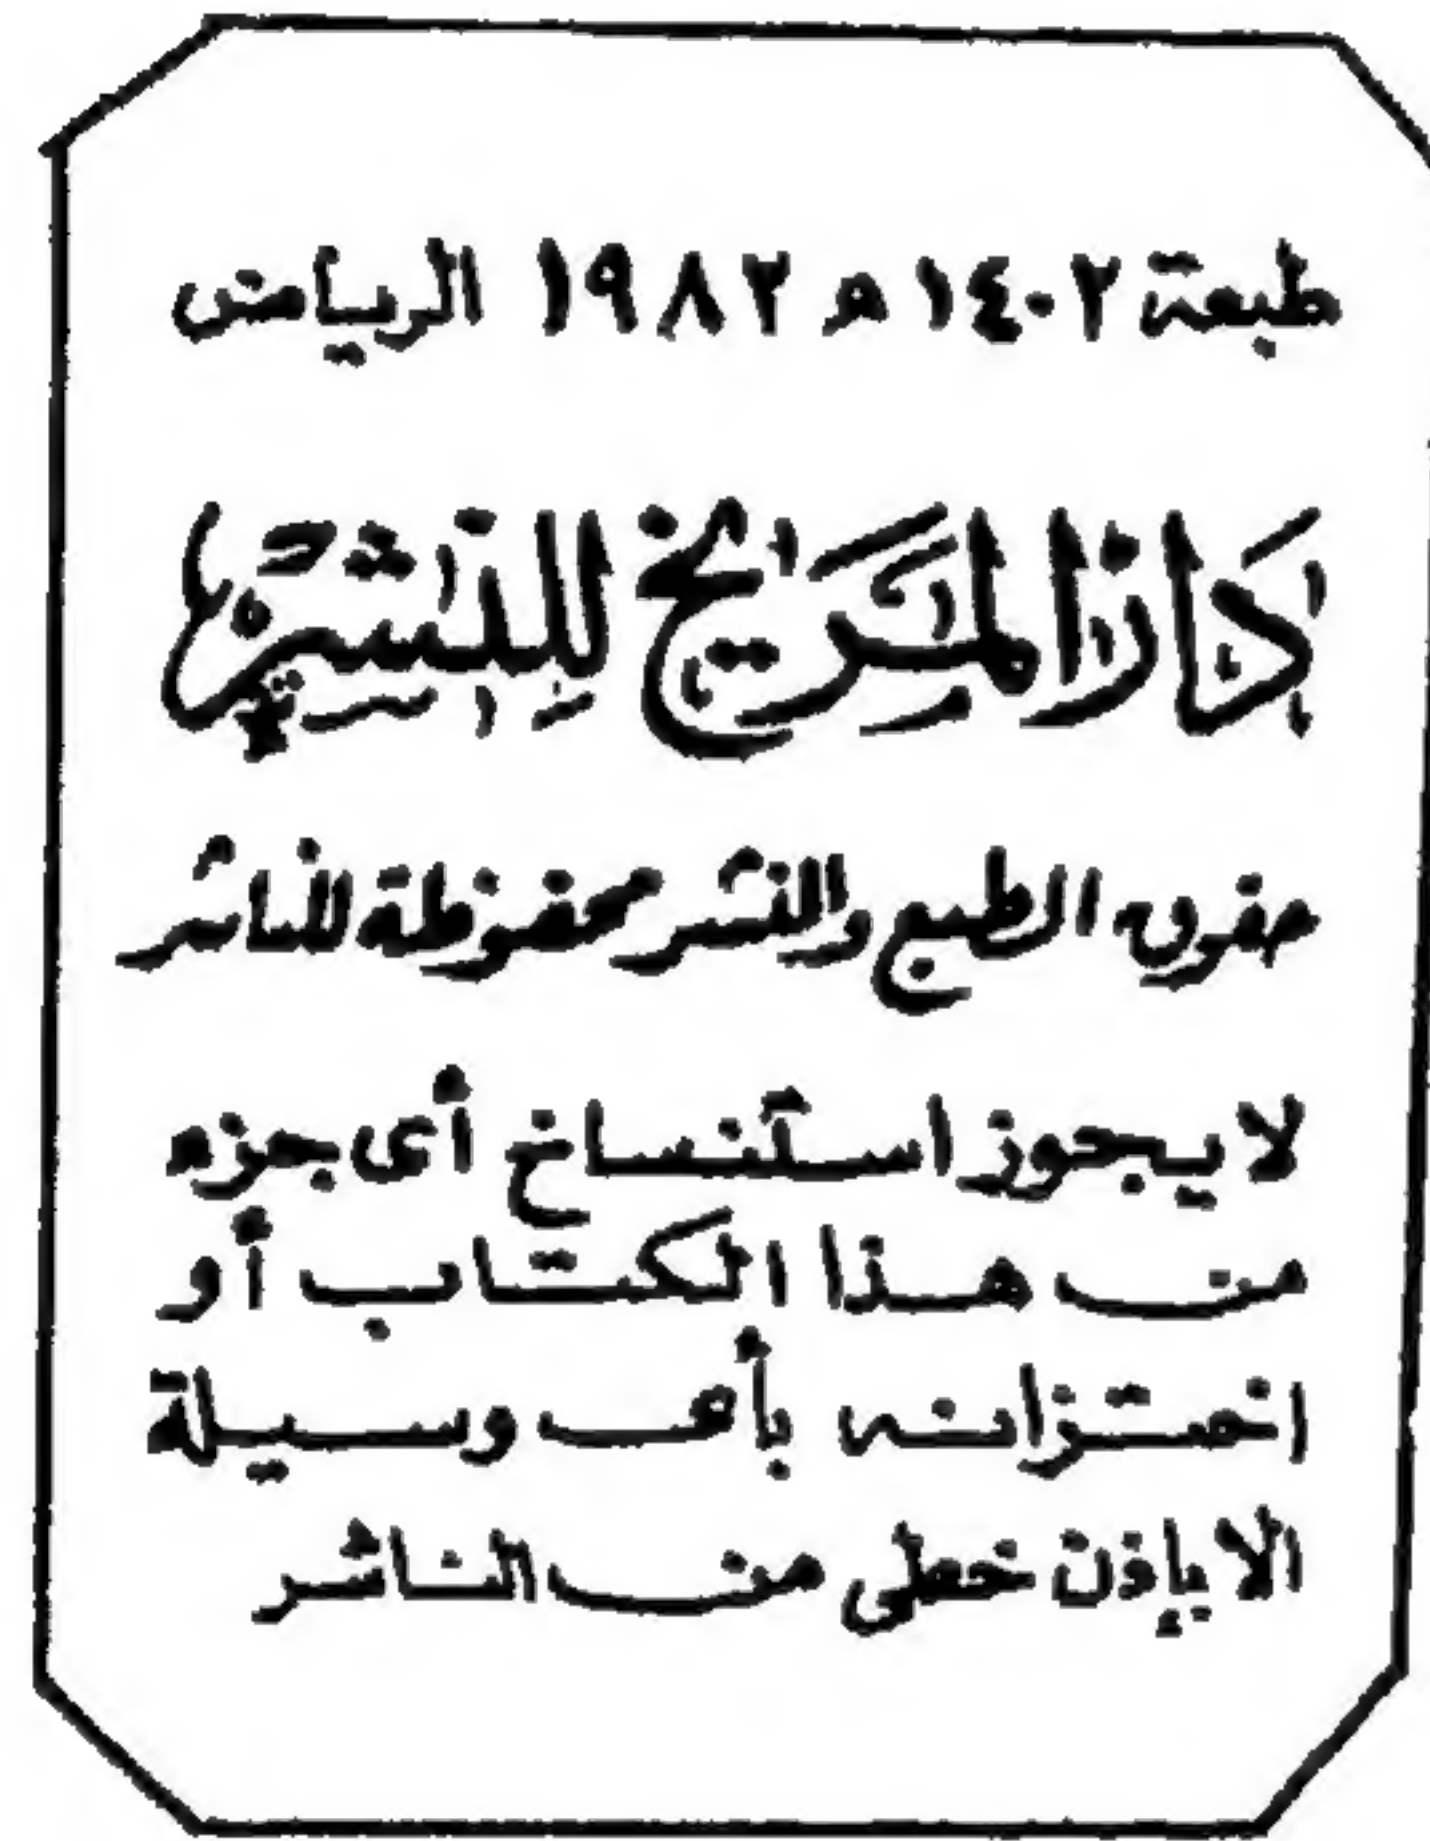 طبعة ١٤٠٢ هـ ١٩٨٢ الرياض
دار المريخ للنشر
حقوق الطبع والنشر محفوظة للناشر
لا يجوز استنساخ أى جزء
من هذا الكتاب أو
اختزانه بأى وسيلة
الا بإذن خطى من الناشر